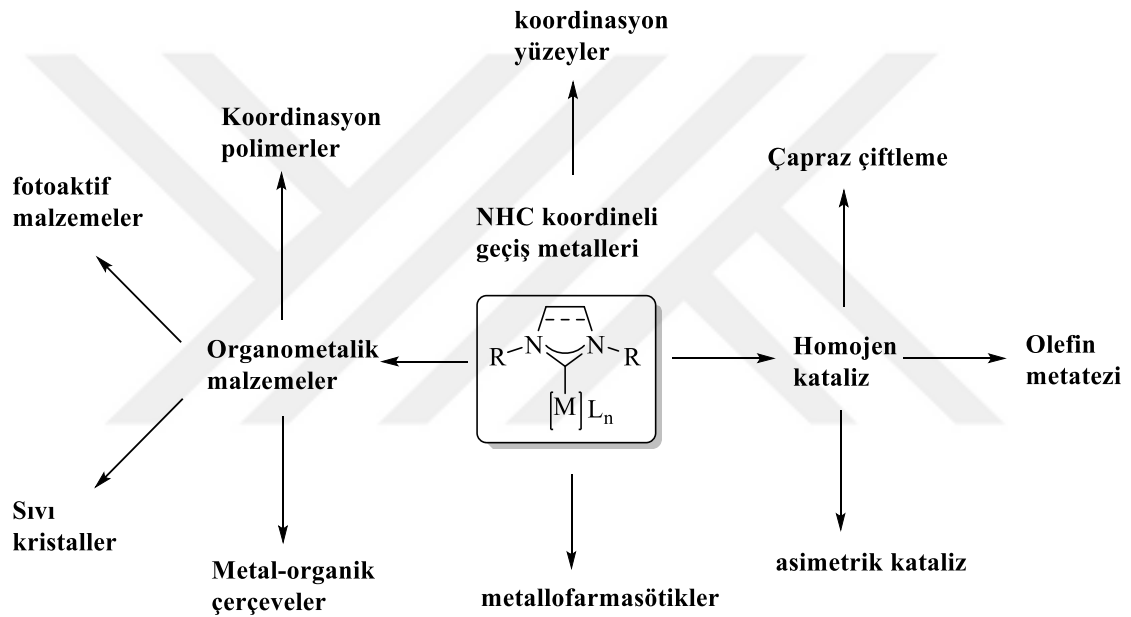 koordinasyon
yüzeyler
Koordinasyon
polimerler
Çapraz çiftleme
fotoaktif
malzemeler
NHC koordineli
geçiş metalleri
R N N R
[M] Ln
Organometalik
malzemeler
Homojen
kataliz
Olefin
metatezi
Sıvı
kristaller
Metal-organik
çerçeveler
asimetrik kataliz
metallofarmasötikler